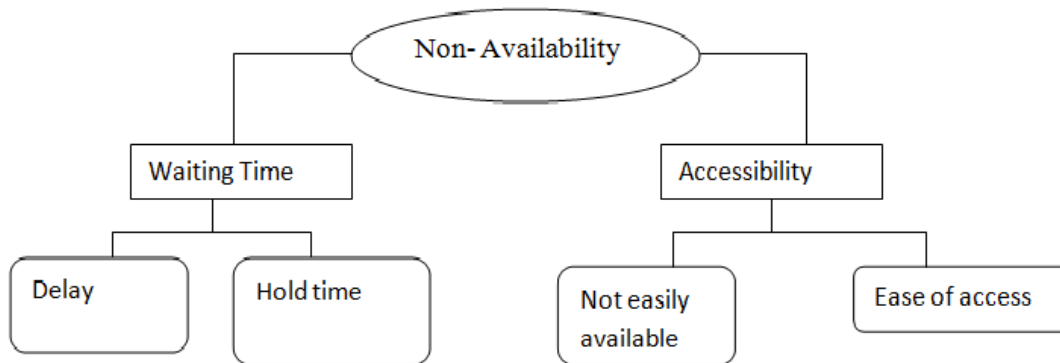 Non- Availability
Waiting Time
Accessibility
Delay
Hold time
Not easily
available
Ease of access